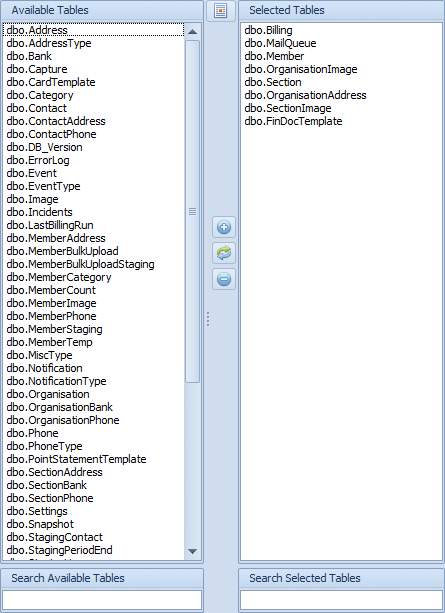 Available Tables
dbo.Address
dbo.AddressType
dbo.Bank
dbo.Capture
dbo.CardTemplate
dbo.Category
dbo.Contact
dbo.ContactAddress
dbo.ContactPhone
dbo.DB_Version
dbo.ErrorLog
dbo.Event
dbo.EventType
dbo.Image
dbo.Incidents
dbo.LastBillingRun
dbo.MemberAddress
dbo.MemberBulkUpload
dbo.MemberBulkUploadStaging
dbo.MemberCategory
dbo.MemberCount
dbo.MemberImage
dbo.MemberPhone
dbo.MemberStaging
dbo.MemberTemp
dbo.MiscType
dbo.Notification
dbo.NotificationType
dbo.Organisation
dbo.OrganisationBank
dbo.OrganisationPhone
dbo.Phone
dbo.PhoneType
dbo.PointStatementTemplate
dbo.SectionAddress
dbo.SectionBank
dbo.SectionPhone
dbo.Settings
dbo.Snapshot
dbo.StagingContact
dbo.StagingPeriodEnd
Search Available Tables
Selected Tables
dbo.Billing
dbo.MailQueue
dbo.Member
dbo.OrganisationImage
dbo.Section
dbo.OrganisationAddress
dbo.SectionImage
dbo.FinDocTemplate
Search Selected Tables